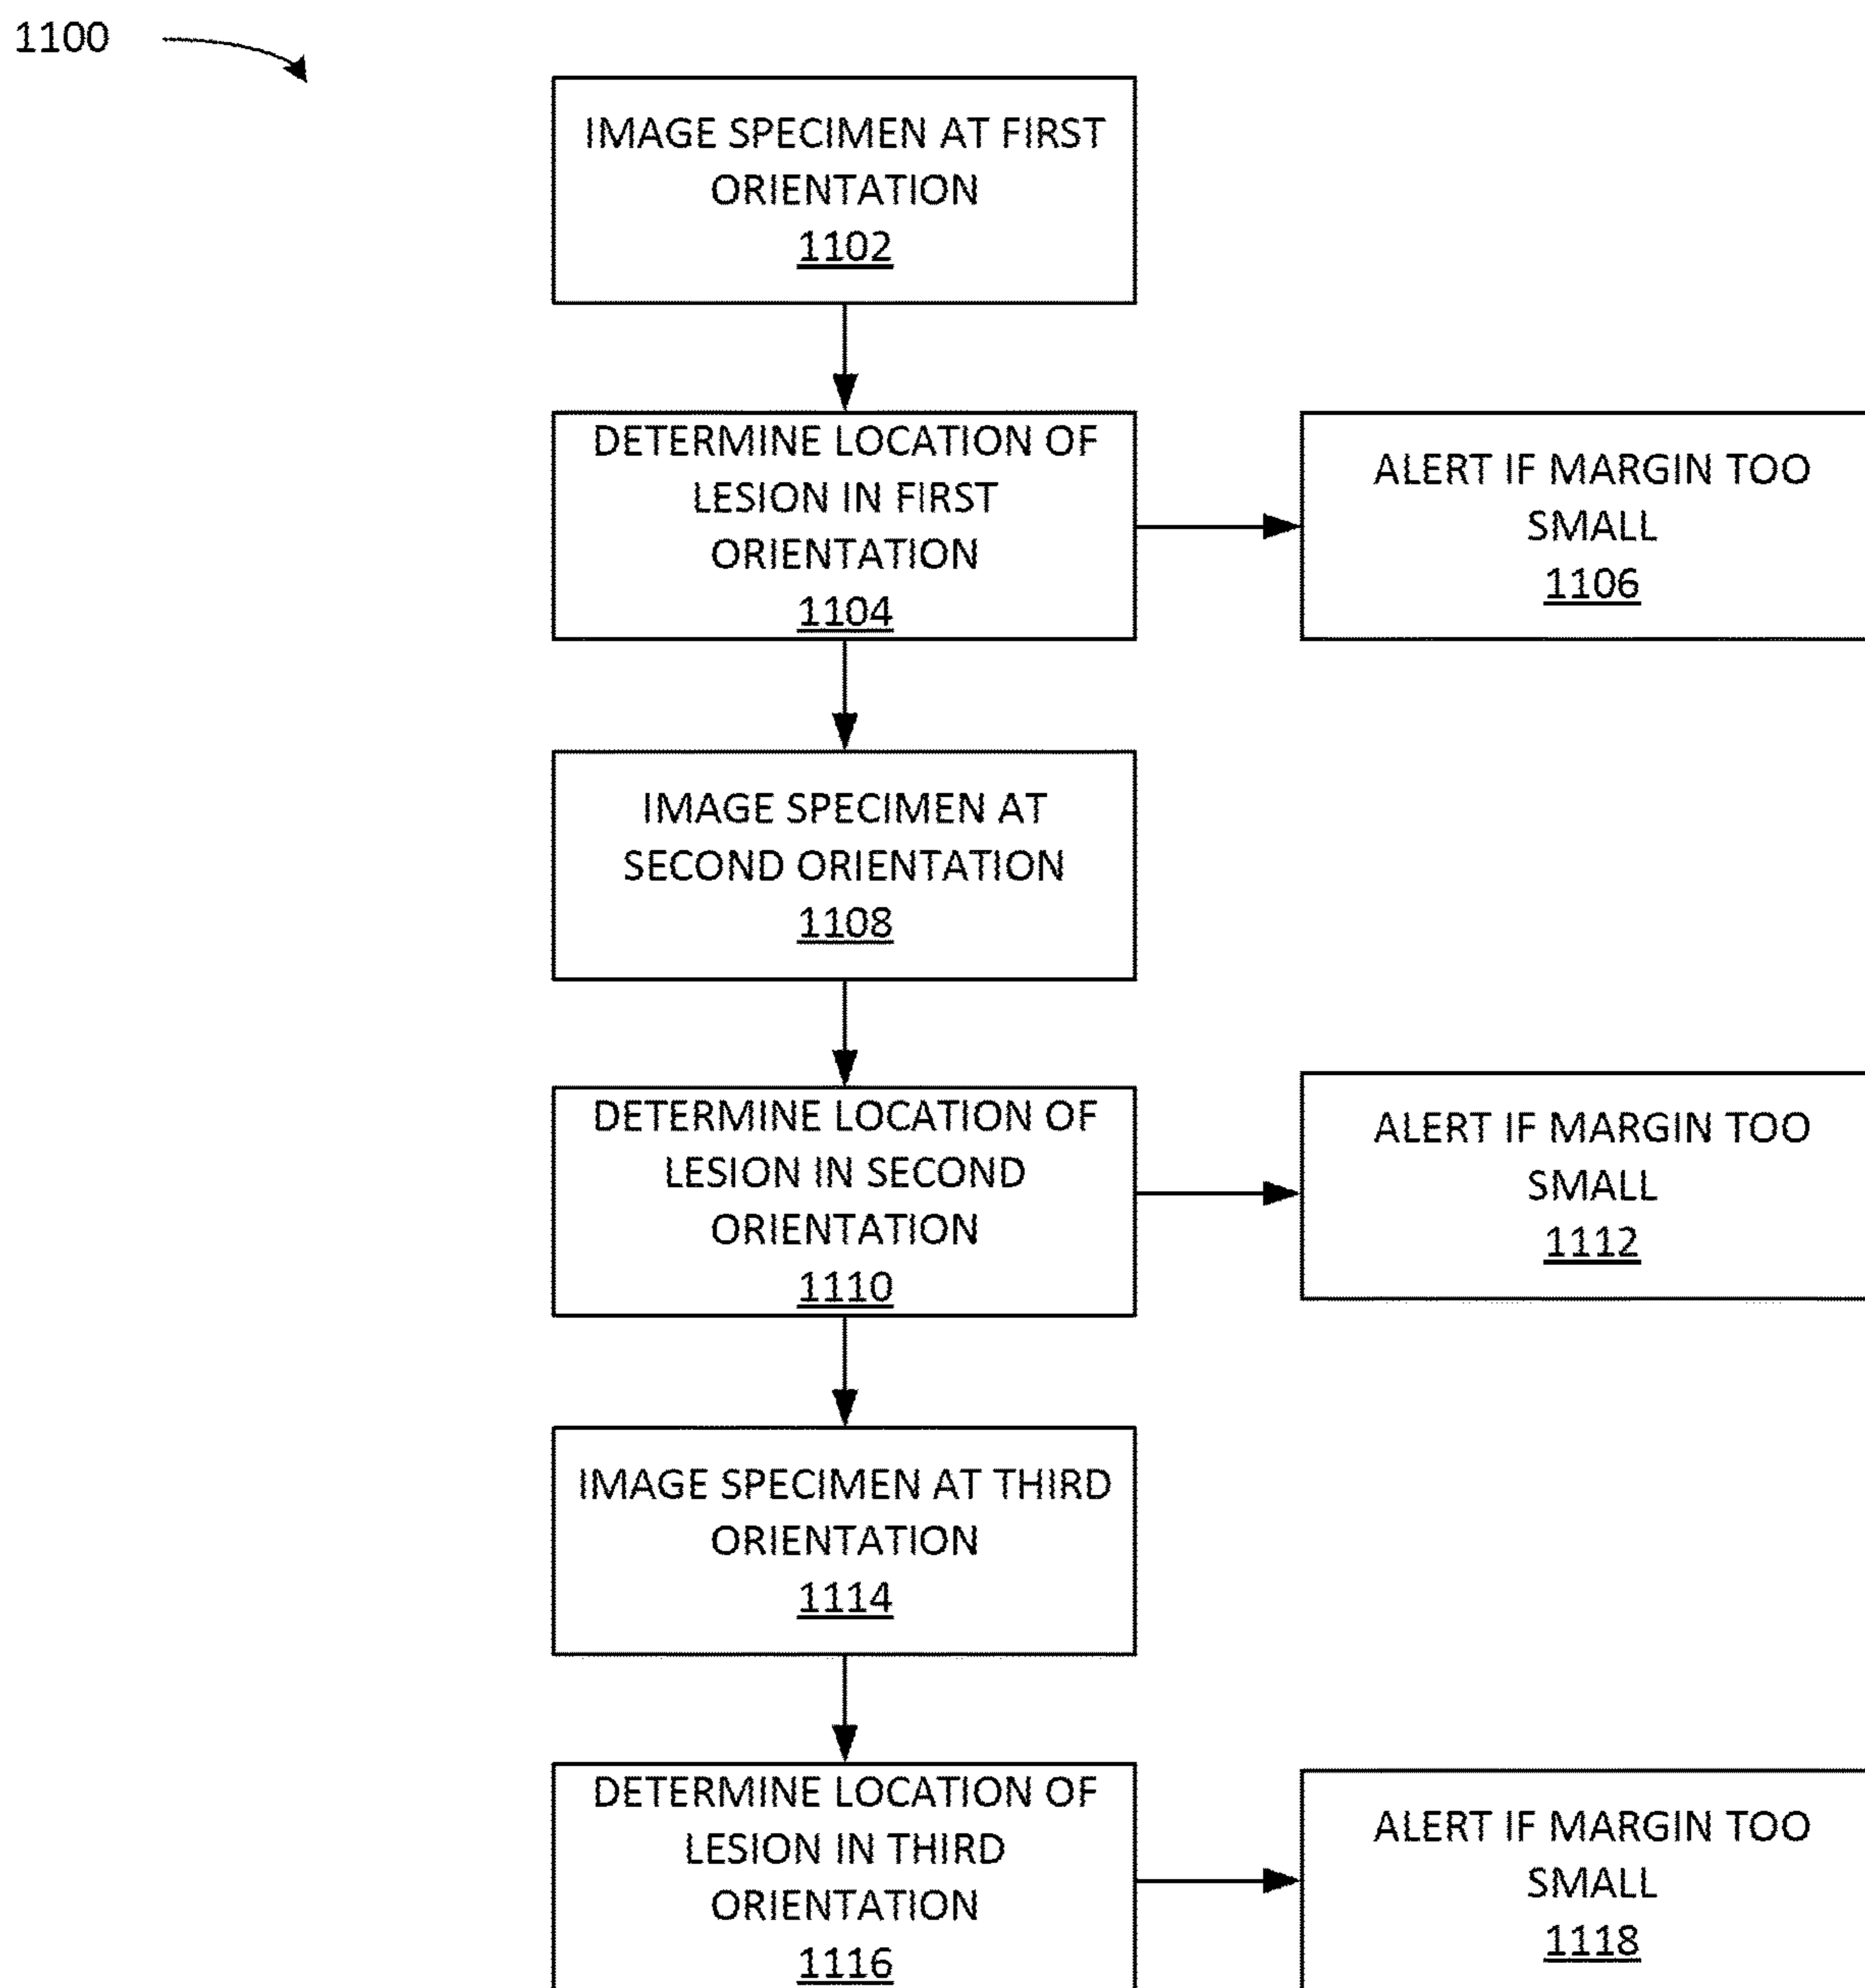 1100
IMAGE SPECIMEN AT FIRST
ORIENTATION
1102
DETERMINE LOCATION OF
LESION IN FIRST
ORIENTATION
1104
ALERT IF MARGIN TOO
SMALL
1106
IMAGE SPECIMEN AT
SECOND ORIENTATION
1108
DETERMINE LOCATION OF
LESION IN SECOND
ORIENTATION
1110
ALERT IF MARGIN TOO
SMALL
1112
IMAGE SPECIMEN AT THIRD
ORIENTATION
1114
DETERMINE LOCATION OF
LESION IN THIRD
ORIENTATION
1116
ALERT IF MARGIN TOO
SMALL
1118